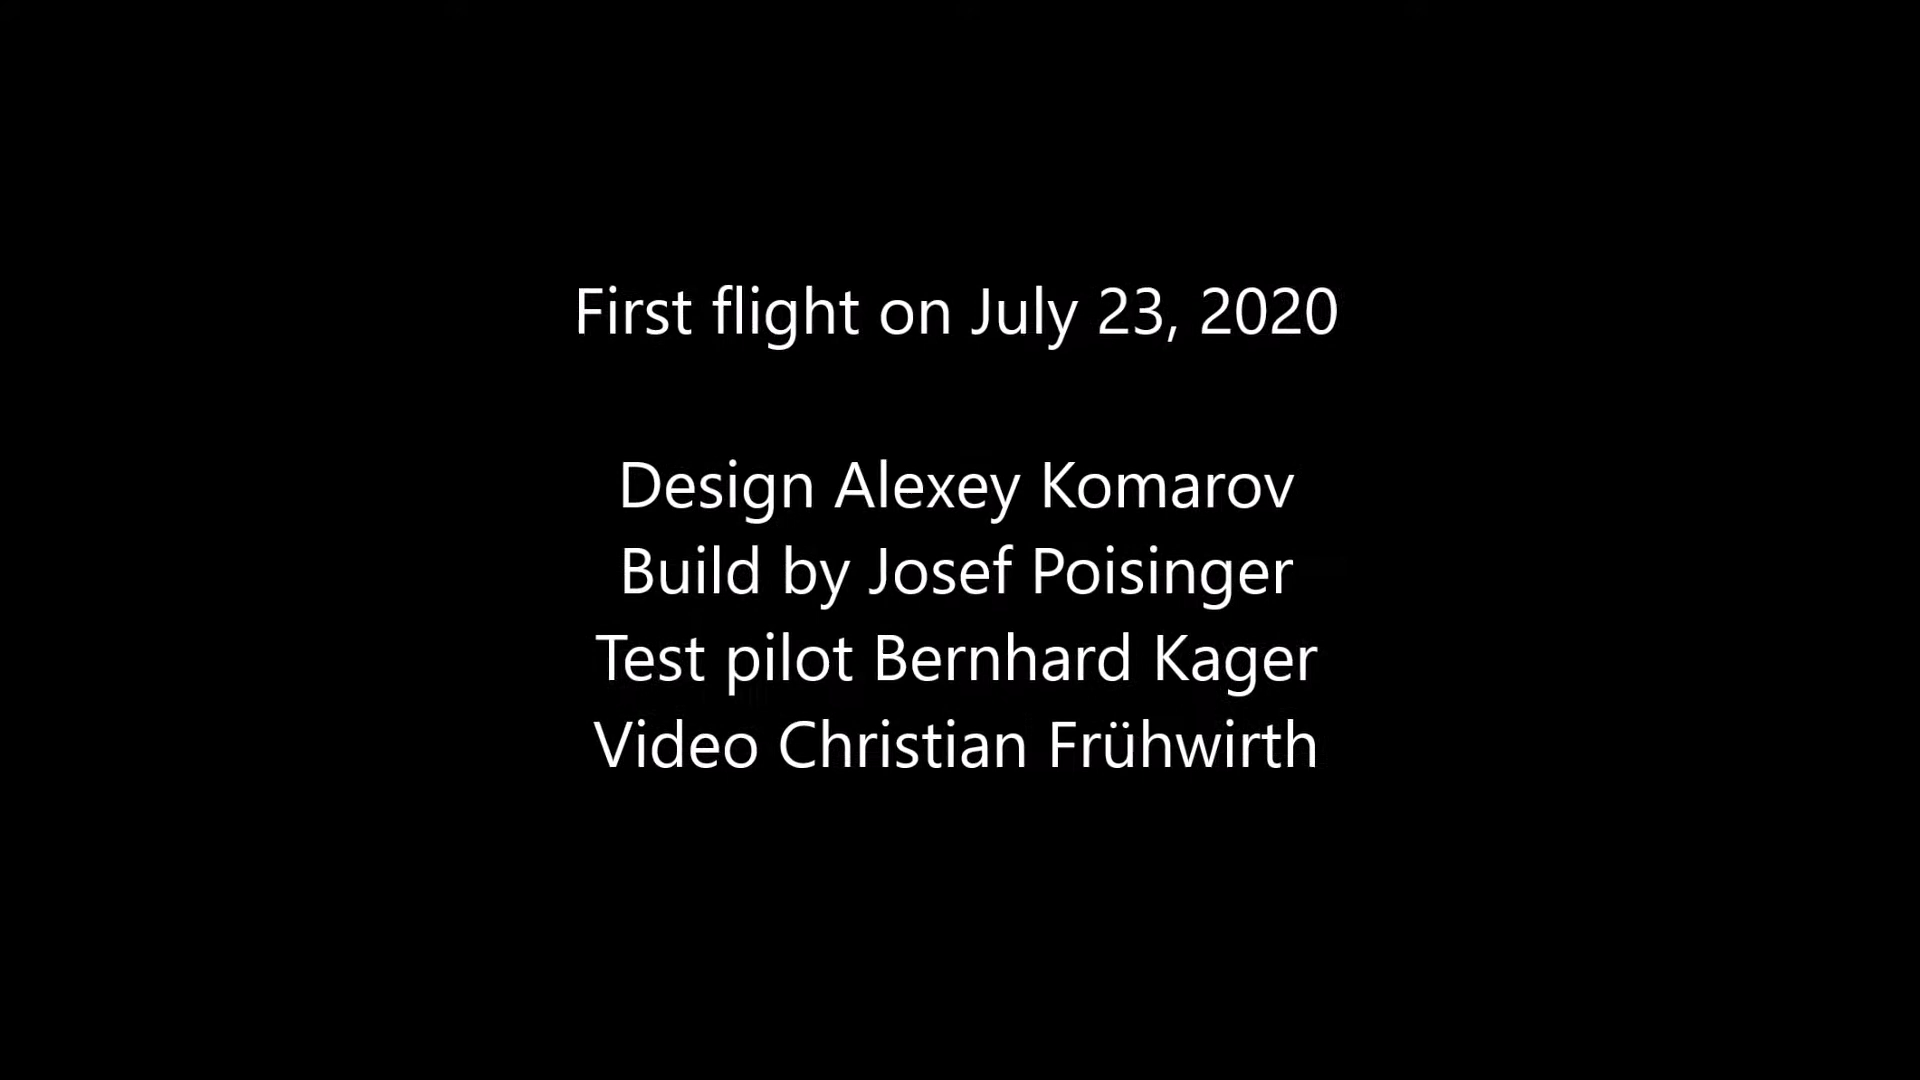 First flight on July 23, 2020
Design Alexey Komarov
Build by Josef Poisinger
Test pilot Bernhard Kager
Video Christian Frühwirth